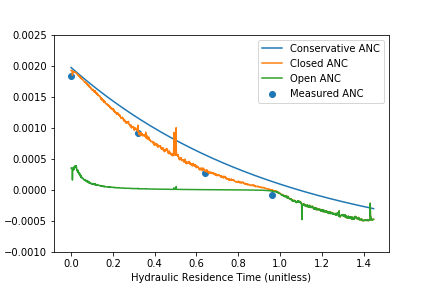 0.0025
0.0020
0.0015
0.0010
0.0005
0.0000
−0.0005
−0.0010
Conservative ANC
Closed ANC
Open ANC
Measured ANC
0.0 0.2 0.4 0.6 0.8 1.0 1.2 1.4
Hydraulic Residence Time (unitless)